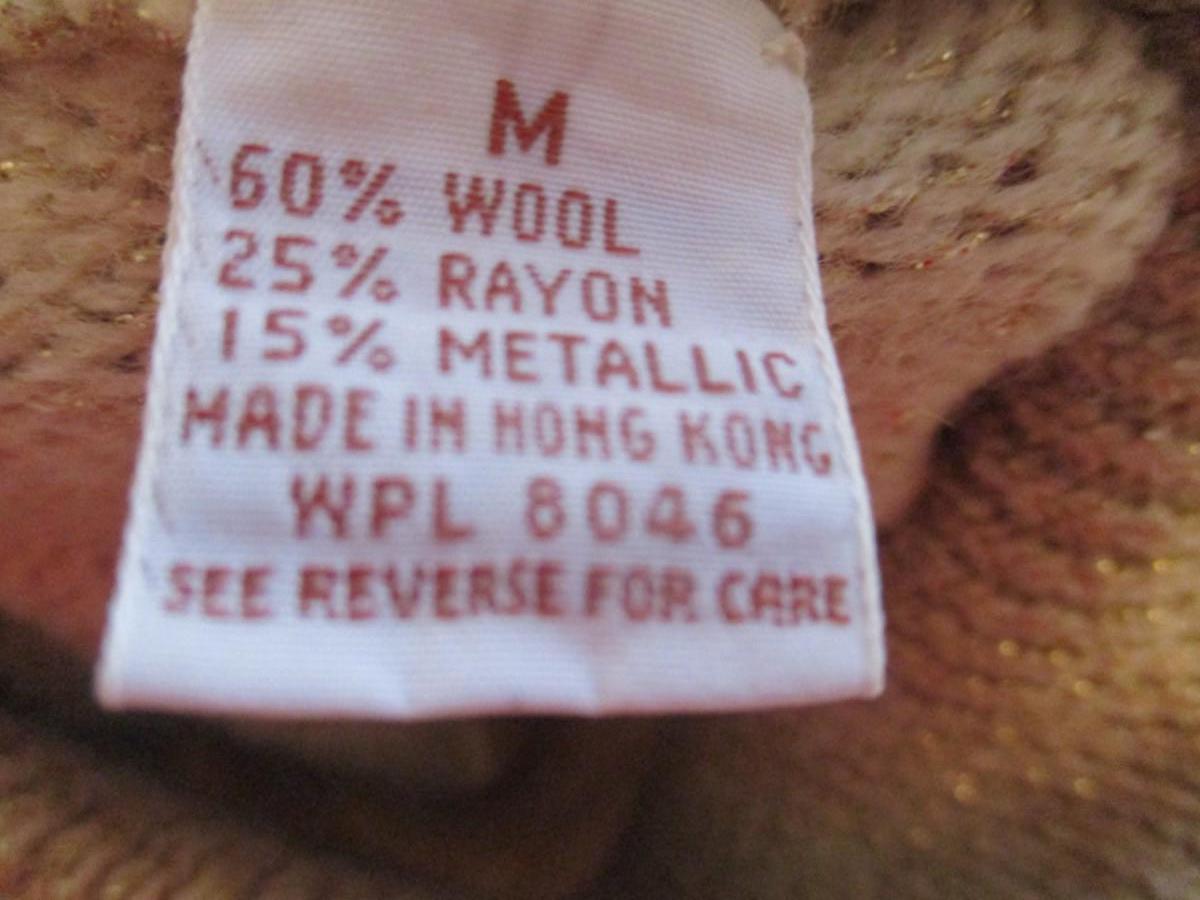 M
60% WOOL
25% RAYON
15% METALLIC
MADE IN HONG KONG
WPL 8046
SEE REVERSE FOR CARE